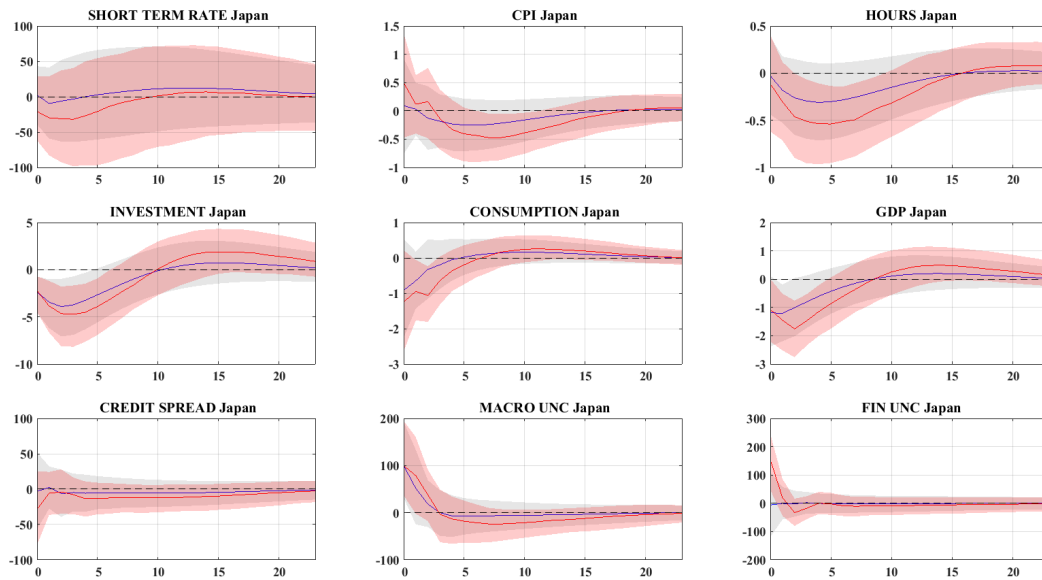 SHORT TERM RATE Japan
100
50
0
-50
-100
0 5 10 15 20
CPI Japan
1.5
1
0.5
0
-0.5
-1
0 5 10 15 20
HOURS Japan
0.5
0
-0.5
-1
0 5 10 15 20
INVESTMENT Japan
5
0
-5
-10
0 5 10 15 20
CONSUMPTION Japan
1
0
-1
-2
-3
0 5 10 15 20
GDP Japan
2
1
0
-1
-2
-3
0 5 10 15 20
CREDIT SPREAD Japan
100
50
0
-50
-100
0 5 10 15 20
MACRO UNC Japan
200
100
0
-100
0 5 10 15 20
FIN UNC Japan
300
200
100
0
-100
-200
0 5 10 15 20